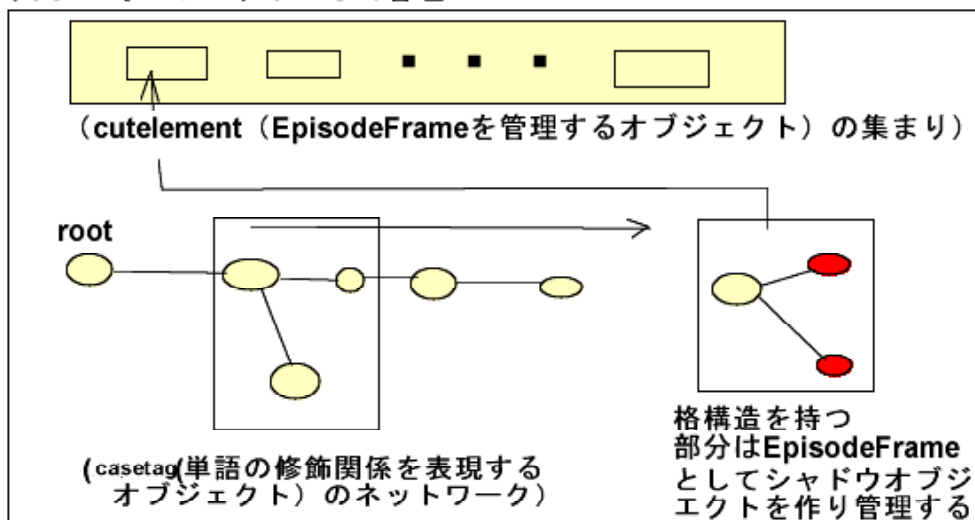 (cutelement（EpisodeFrameを管理するオブジェクト）の集まり）
root
(casetag(単語の修飾関係を表現する
オブジェクト）のネットワーク）
格構造を持つ
部分はEpisodeFrame
としてシャドウオブジ
ェクトを作り管理する